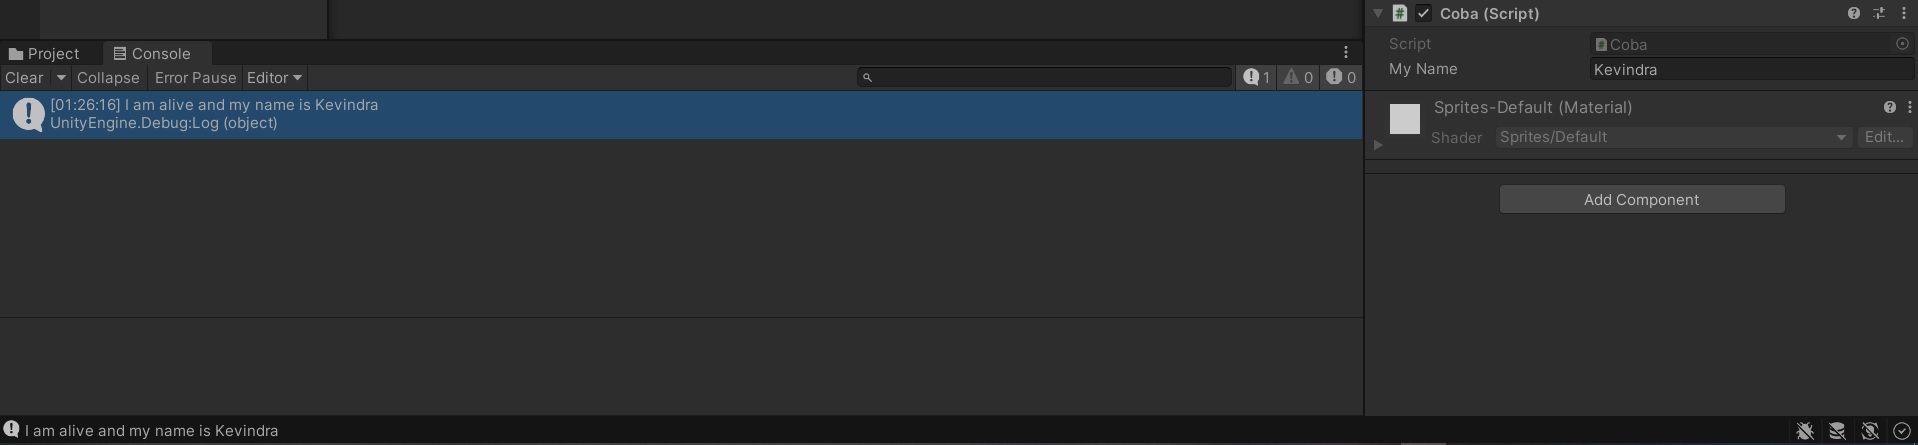 Project Console
Clear Collapse Error Pause Editor 1 0 0
[01:26:16] I am alive and my name is Kevindra
UnityEngine.Debug:Log (object)
I am alive and my name is Kevindra
# Coba (Script)
Script # Coba
My Name Kevindra
Sprites-Default (Material)
Shader Sprites/Default Edit...
Add Component